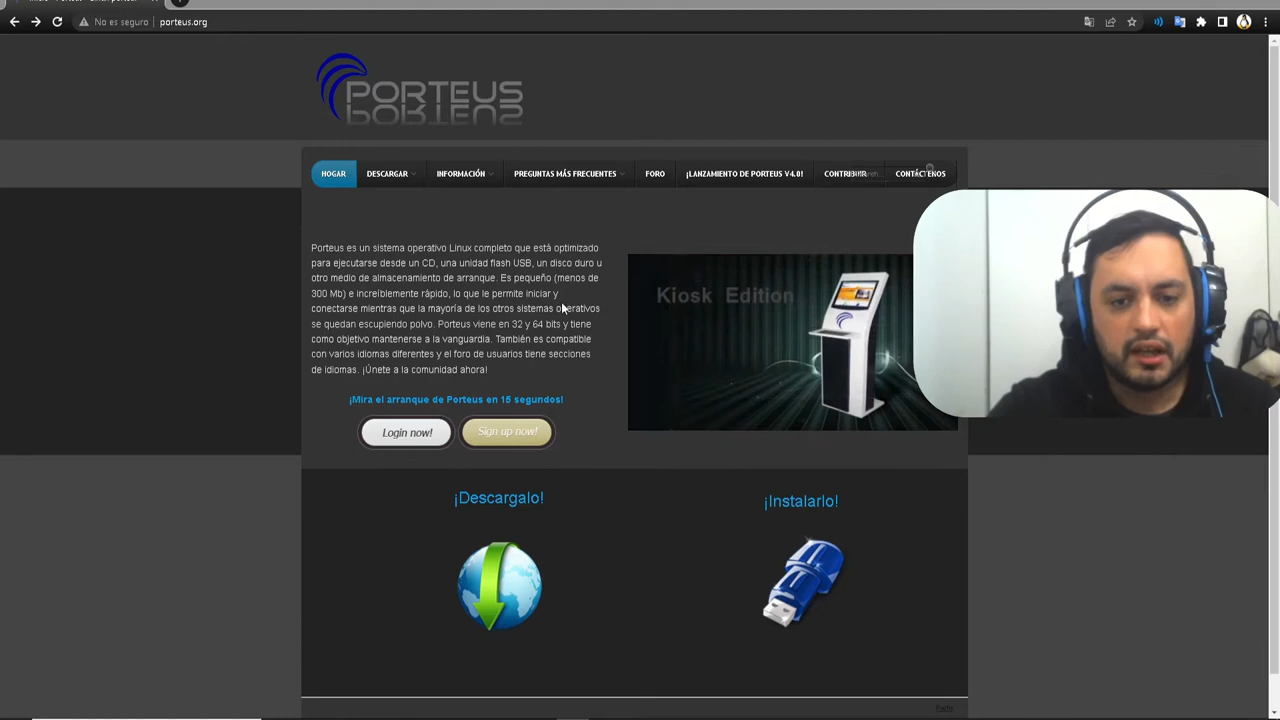 No es seguro | porteus.org
PORTEUS
HOGAR
DESCARGAR
INFORMACIÓN
PREGUNTAS MÁS FRECUENTES
FORO
¡LANZAMIENTO DE PORTEUS V4.0!
CONTRIBUIR
CONTÁCTENOS
Porteus es un sistema operativo Linux completo que está optimizado
para ejecutarse desde un CD, una unidad flash USB, un disco duro u
otro medio de almacenamiento de arranque. Es pequeño (menos de
300 Mb) e increíblemente rápido, lo que le permite iniciar y
conectarse mientras que la mayoría de los otros sistemas operativos
se quedan escupiendo polvo. Porteus viene en 32 y 64 bits y tiene
como objetivo mantenerse a la vanguardia. También es compatible
con varios idiomas diferentes y el foro de usuarios tiene secciones
de idiomas. ¡Únete a la comunidad ahora!
Kiosk Edition
¡Mira el arranque de Porteus en 15 segundos!
Login now!
Sign up now!
¡Descargalo!
¡Instalarlo!